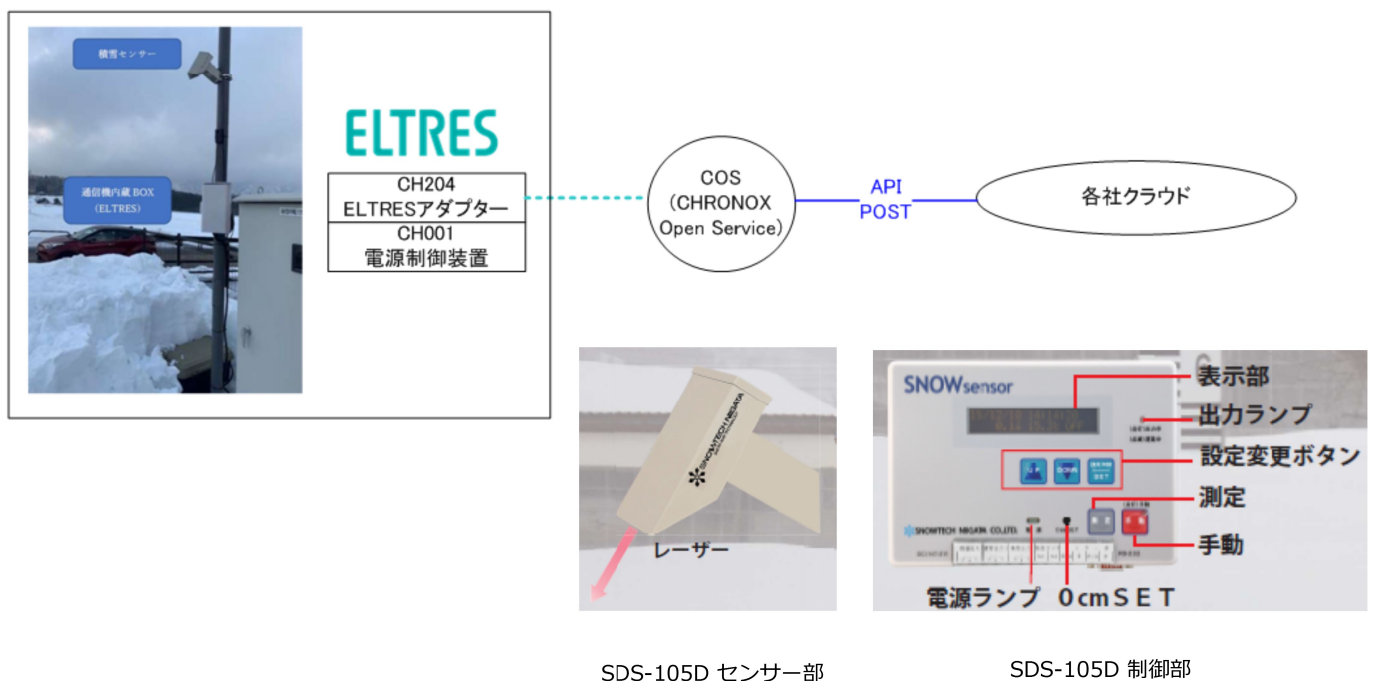 積雪センサー
通信機内蔵 BOX
(ELTRES)
ELTRES
CH204
ELTRESアダプター
CH001
電源制御装置
COS
(CHRONOX
Open Service)
API
POST
各社クラウド
SNOWTECH NIIGATA
レーザー
SDS-105D センサー部
SNOWsensor
表示部
出力ランプ
設定変更ボタン
測定
手動
UP
DOWN
SET
SNOWTECH NIIGATA CO.,LTD.
電源ランプ 0cmSET
SDS-105D 制御部